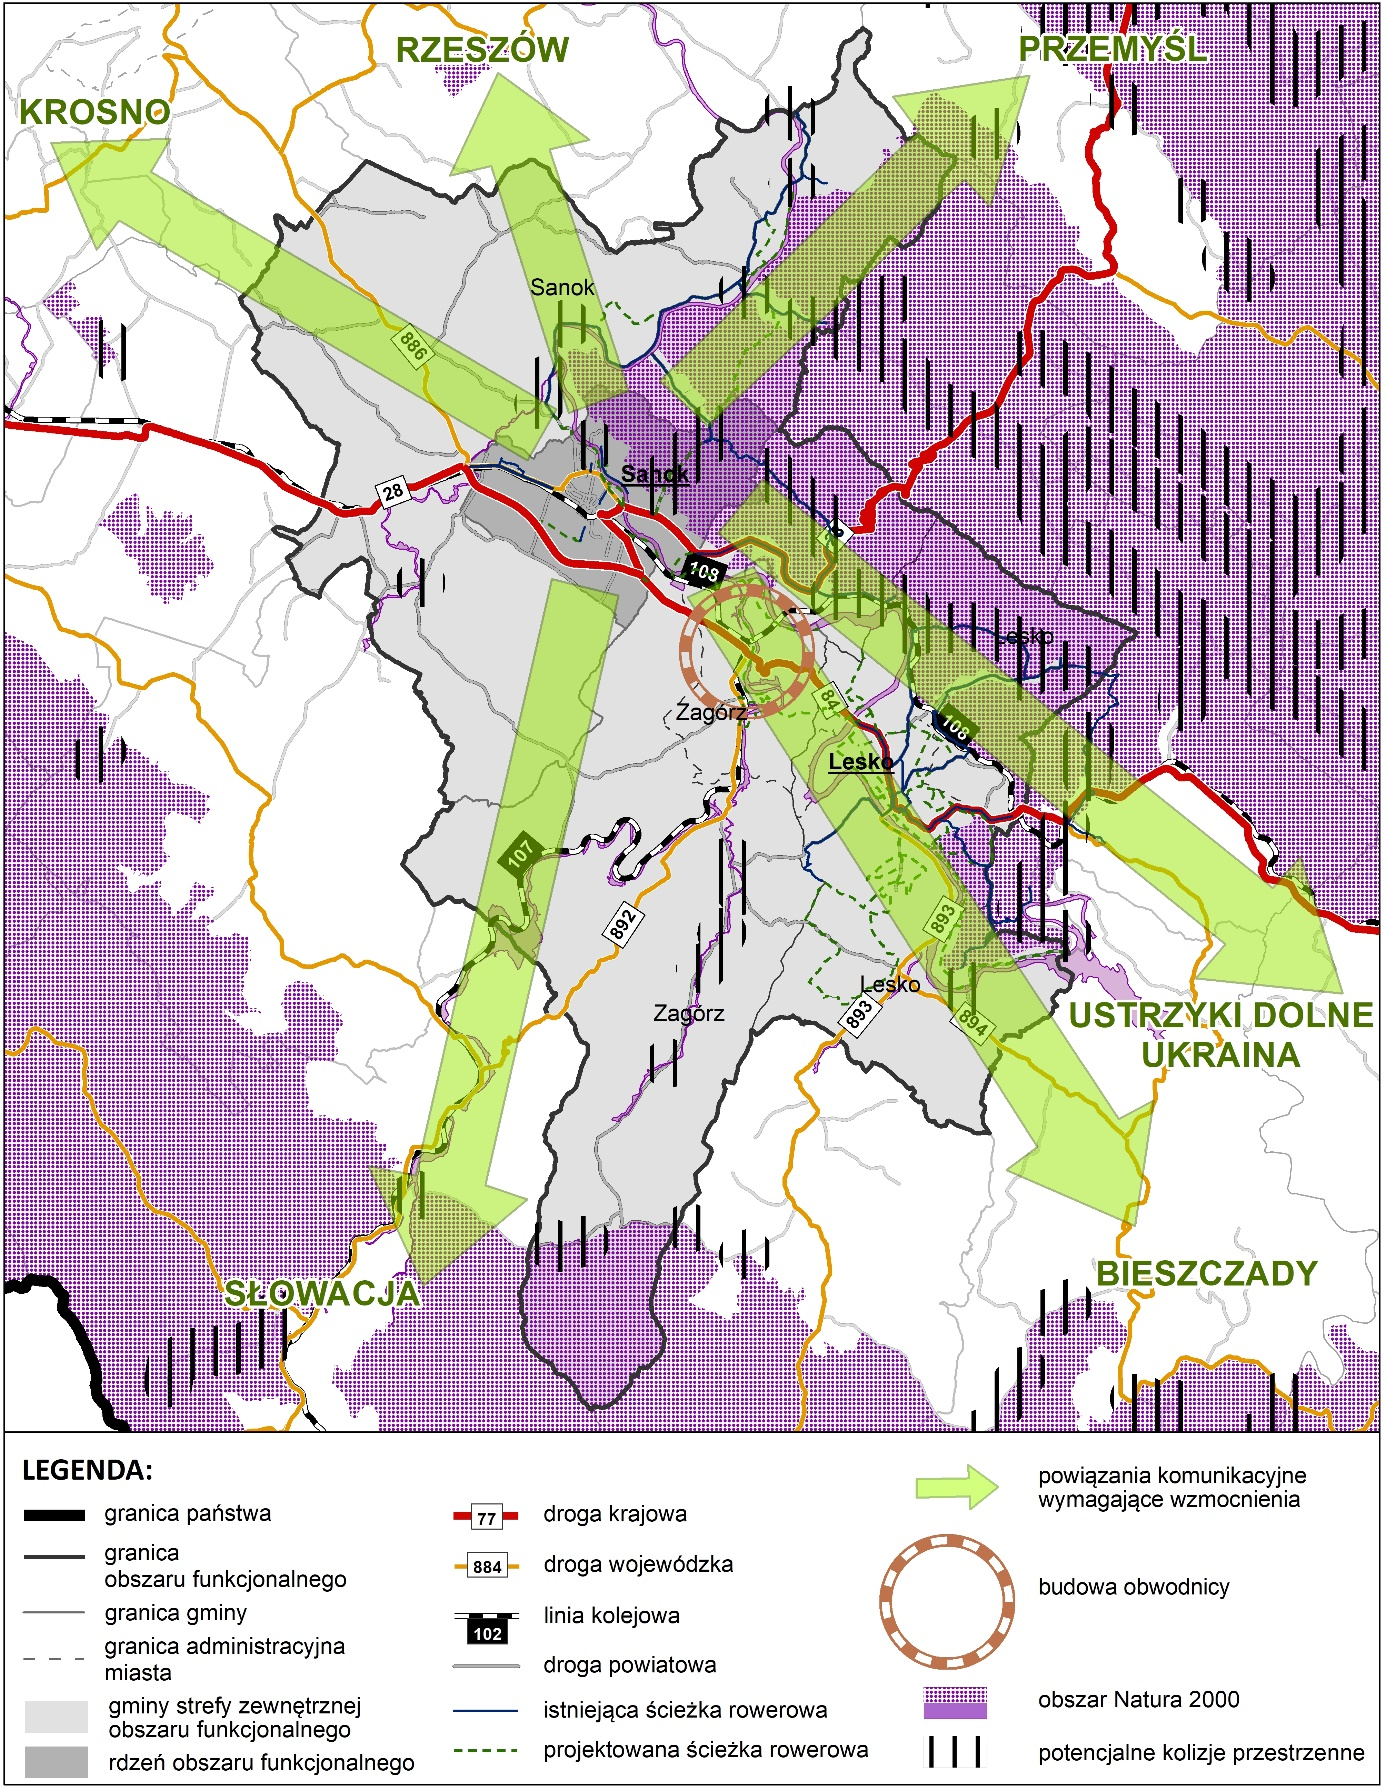 RZESZÓW
PRZEMYŚL
KROSNO
Sanok
886
Sanok
28
108
Lesko
84
Zagórz
108
Lesko
107
892
893
Lesko
893
894
Zagórz
USTRZYKI DOLNE
UKRAINA
BIESZCZADY
SŁOWACJA
LEGENDA:
granica państwa
granica
obszaru funkcjonalnego
granica gminy
granica administracyjna
miasta
gminy strefy zewnętrznej
obszaru funkcjonalnego
rdzeń obszaru funkcjonalnego
77
droga krajowa
884
droga wojewódzka
linia kolejowa
102
droga powiatowa
istniejąca ścieżka rowerowa
projektowana ścieżka rowerowa
powiązania komunikacyjne
wymagające wzmocnienia
budowa obwodnicy
obszar Natura 2000
potencjalne kolizje przestrzenne